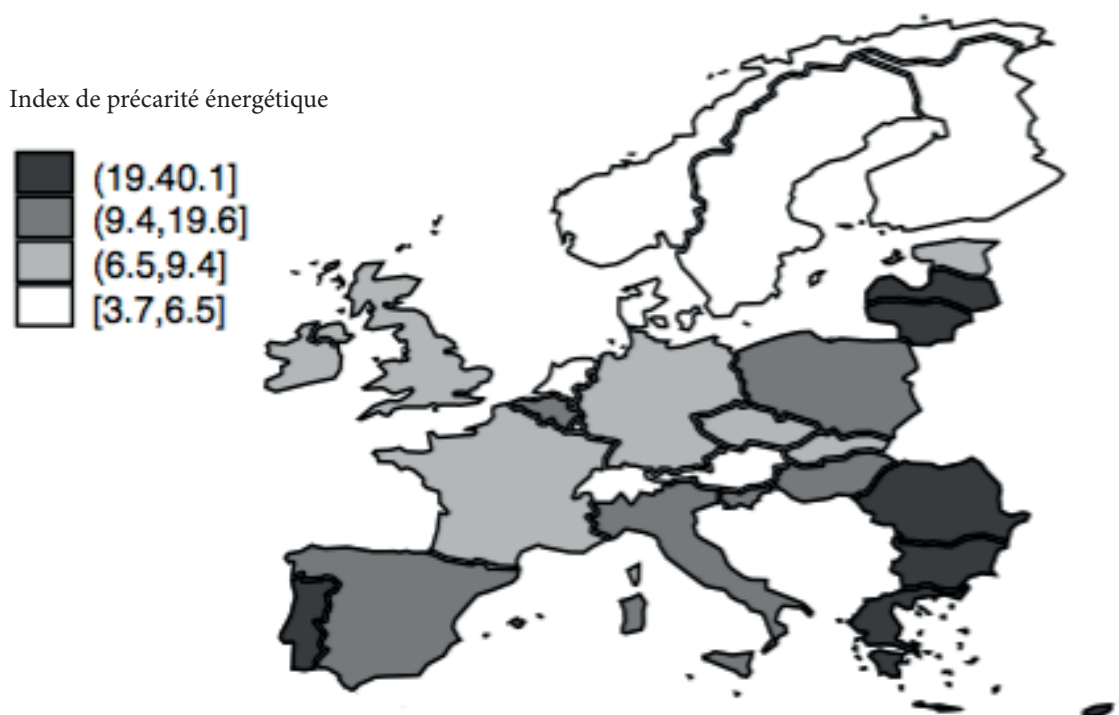 Index de précarité énergétique
(19.40.1]
(9.4,19.6]
(6.5,9.4]
[3.7,6.5]